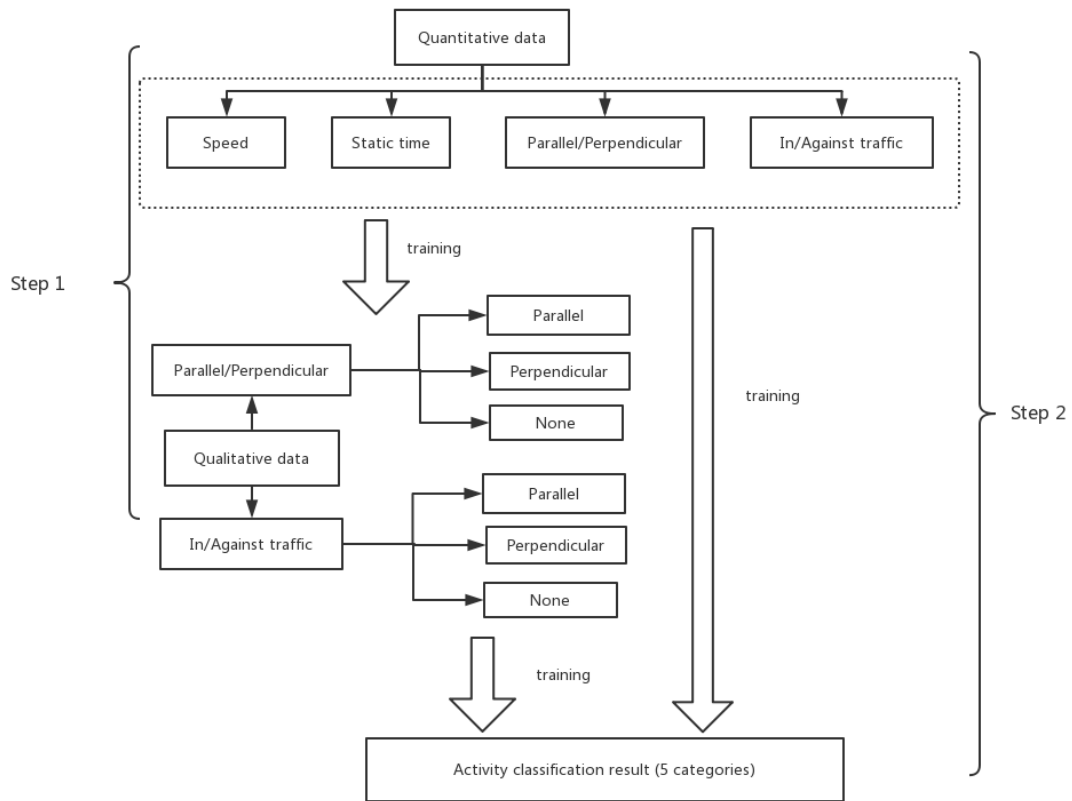 Quantitative data
Speed
Static time
Parallel/Perpendicular
In/Against traffic
training
Step 1
Parallel
Parallel/Perpendicular
Perpendicular
training
None
Step 2
Qualitative data
Parallel
In/Against traffic
Perpendicular
None
training
Activity classification result (5 categories)